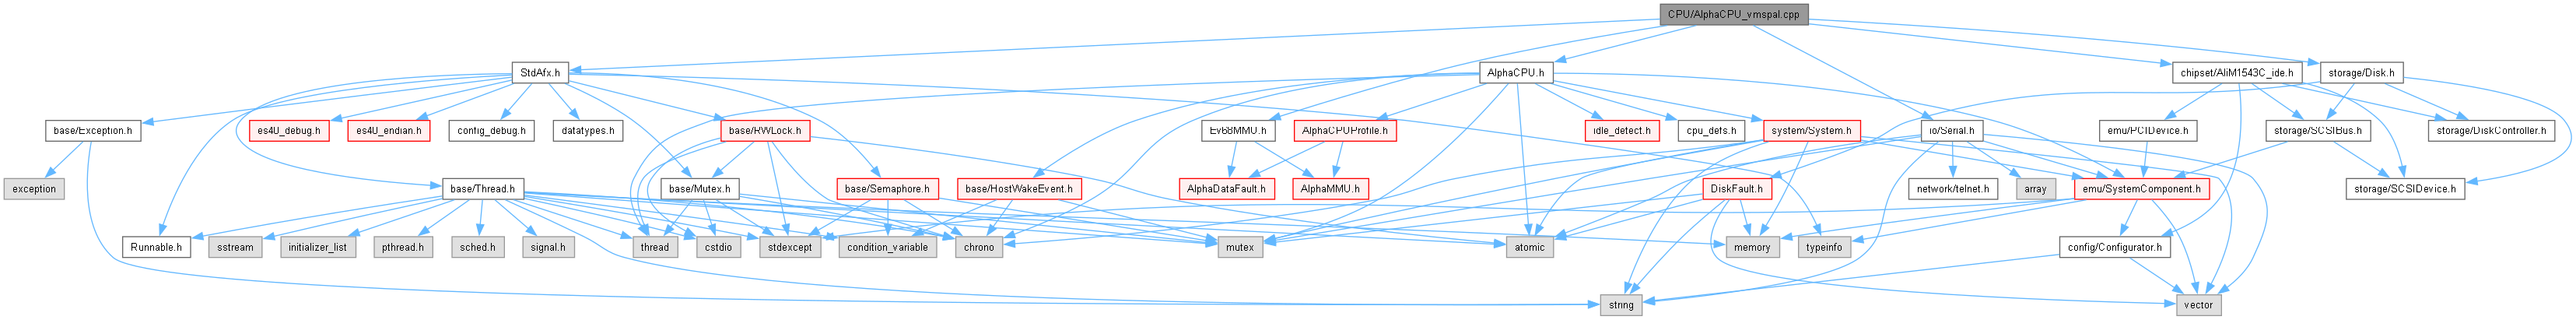 CPU/AlphaCPU_vmspal.cpp
StdAfx.h
AlphaCPU.h
chipset/AliM1543C_ide.h
storage/Disk.h
base/Exception.h
es40_debug.h
es40_endian.h
config_debug.h
datatypes.h
base/RWLock.h
Ev68MMU.h
AlphaCPUProfile.h
idle_detect.h
cpu_defs.h
system/System.h
io/Serial.h
emu/PCIDevice.h
storage/SCSIBus.h
storage/DiskController.h
exception
base/Thread.h
base/Mutex.h
base/Semaphore.h
base/HostWakeEvent.h
AlphaDataFault.h
AlphaMMU.h
DiskFault.h
network/telnet.h
array
emu/SystemComponent.h
storage/SCSIDevice.h
Runnable.h
sstream
initializer_list
pthread.h
sched.h
signal.h
thread
cstdio
stdexcept
condition_variable
chrono
mutex
atomic
memory
typeinfo
config/Configurator.h
string
vector